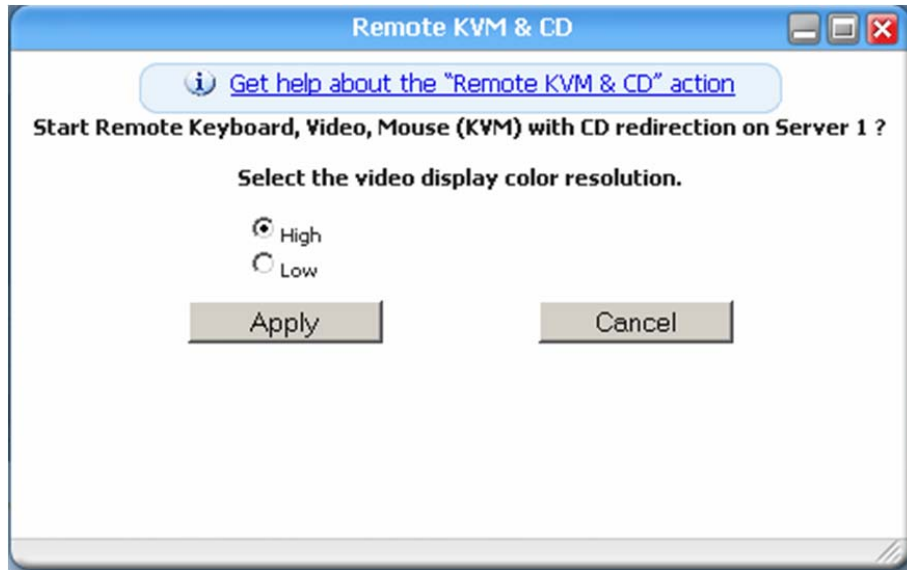 Remote KVM & CD
Get help about the "Remote KVM & CD" action
Start Remote Keyboard, Video, Mouse (KVM) with CD redirection on Server 1 ?
Select the video display color resolution.
High
Low
Apply Cancel